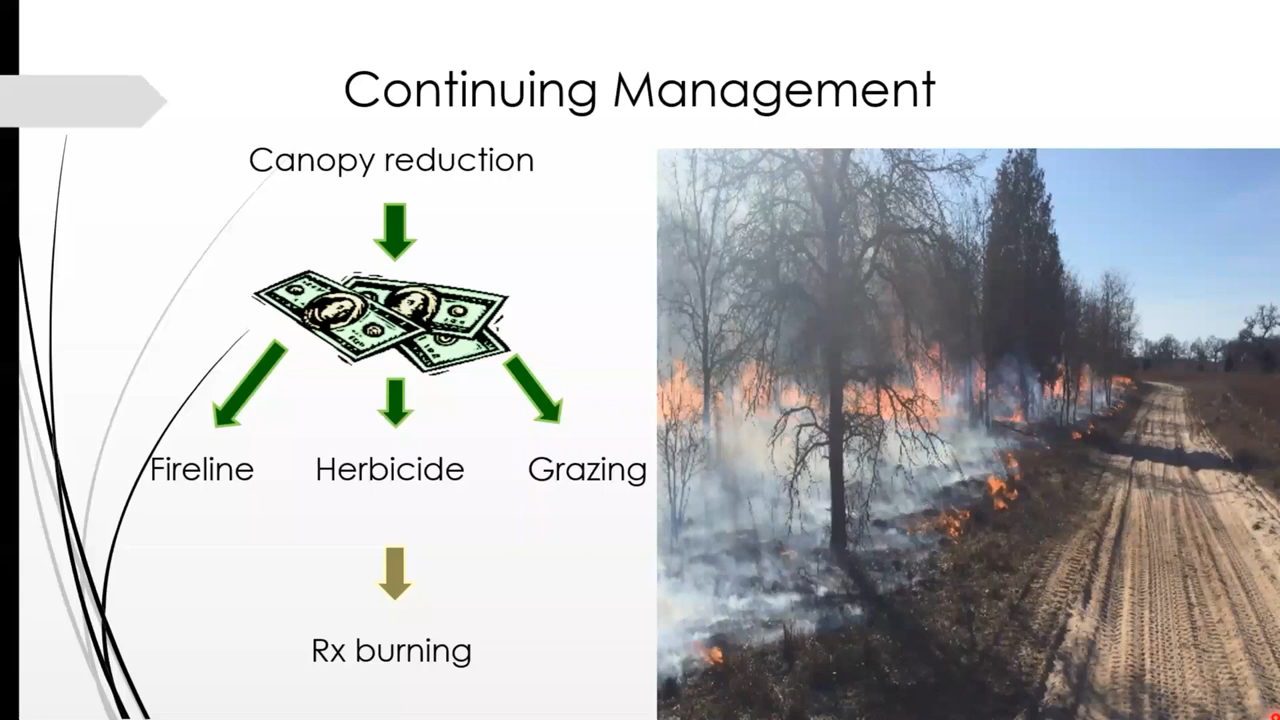 Continuing Management
Canopy reduction
Fireline
Herbicide
Grazing
Rx burning